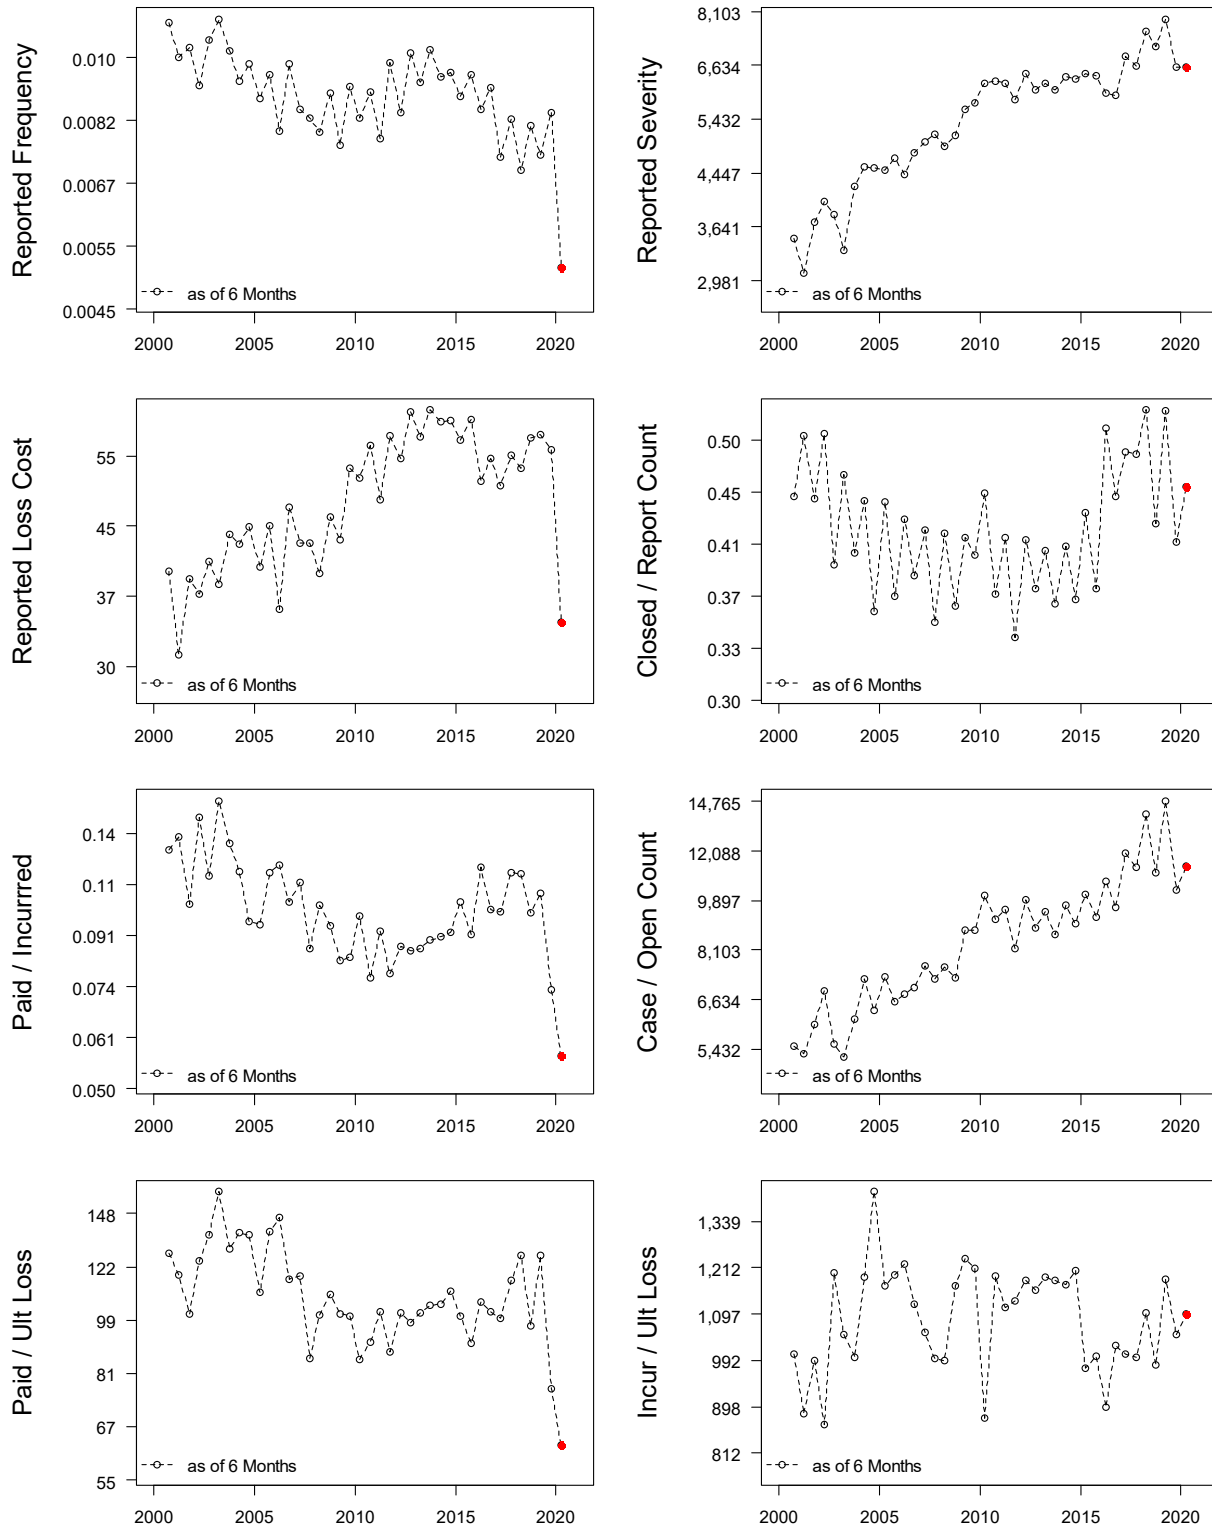 Reported Frequency
0.010
0.0082
0.0067
0.0055
0.0045
as of 6 Months
2000 2005 2010 2015 2020
Reported Severity
8,103
6,634
5,432
4,447
3,641
2,981
as of 6 Months
2000 2005 2010 2015 2020
Reported Loss Cost
55
45
37
30
as of 6 Months
2000 2005 2010 2015 2020
Closed / Report Count
0.50
0.45
0.41
0.37
0.33
0.30
as of 6 Months
2000 2005 2010 2015 2020
Paid / Incurrred
0.14
0.11
0.091
0.074
0.061
0.050
as of 6 Months
2000 2005 2010 2015 2020
Case / Open Count
14,765
12,088
9,897
8,103
6,634
5,432
as of 6 Months
2000 2005 2010 2015 2020
Paid / Ult Loss
148
122
99
81
67
55
as of 6 Months
2000 2005 2010 2015 2020
Incur / Ult Loss
1,339
1,212
1,097
992
898
812
as of 6 Months
2000 2005 2010 2015 2020